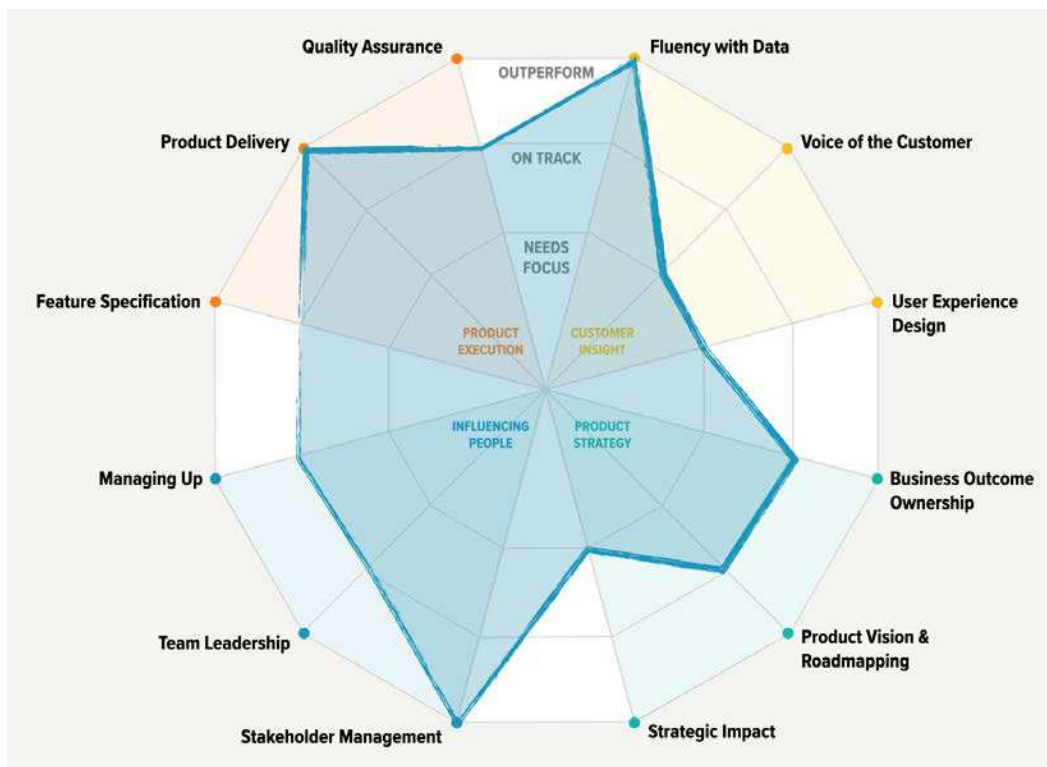 Quality Assurance
Fluency with Data
OUTPERFORM
Product Delivery
Voice of the Customer
ON TRACK
NEEDS
FOCUS
Feature Specification
User Experience
Design
PRODUCT
EXECUTION
CUSTOMER
INSIGHT
INFLUENCING
PEOPLE
PRODUCT
STRATEGY
Managing Up
Business Outcome
Ownership
Team Leadership
Product Vision &
Roadmapping
Stakeholder Management
Strategic Impact